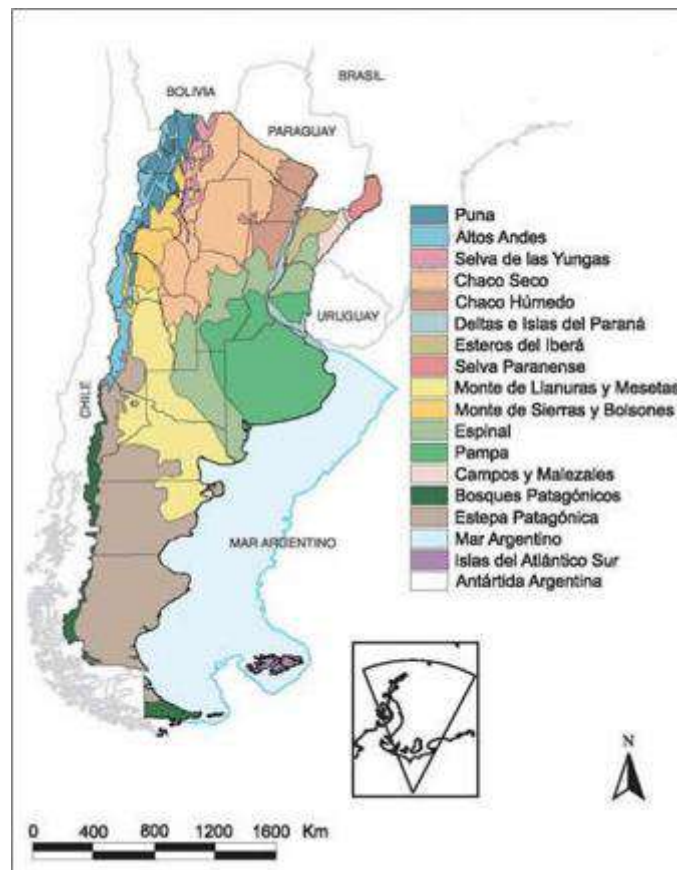 BRASIL
BOLIVIA
PARAGUAY
Puna
Altos Andes
Selva de las Yungas
Chaco Seco
Chaco Húmedo
Deltas e Islas del Paraná
Esteros del Iberá
Selva Paranense
Monte de Llanuras y Mesetas
Monte de Sierras y Bolsones
Espinal
Pampa
Campos y Malezales
Bosques Patagónicos
Estepa Patagónica
Mar Argentino
Islas del Atlántico Sur
Antártida Argentina
URUGUAY
CHILE
MAR ARGENTINO
N
0 400 800 1200 1600 Km